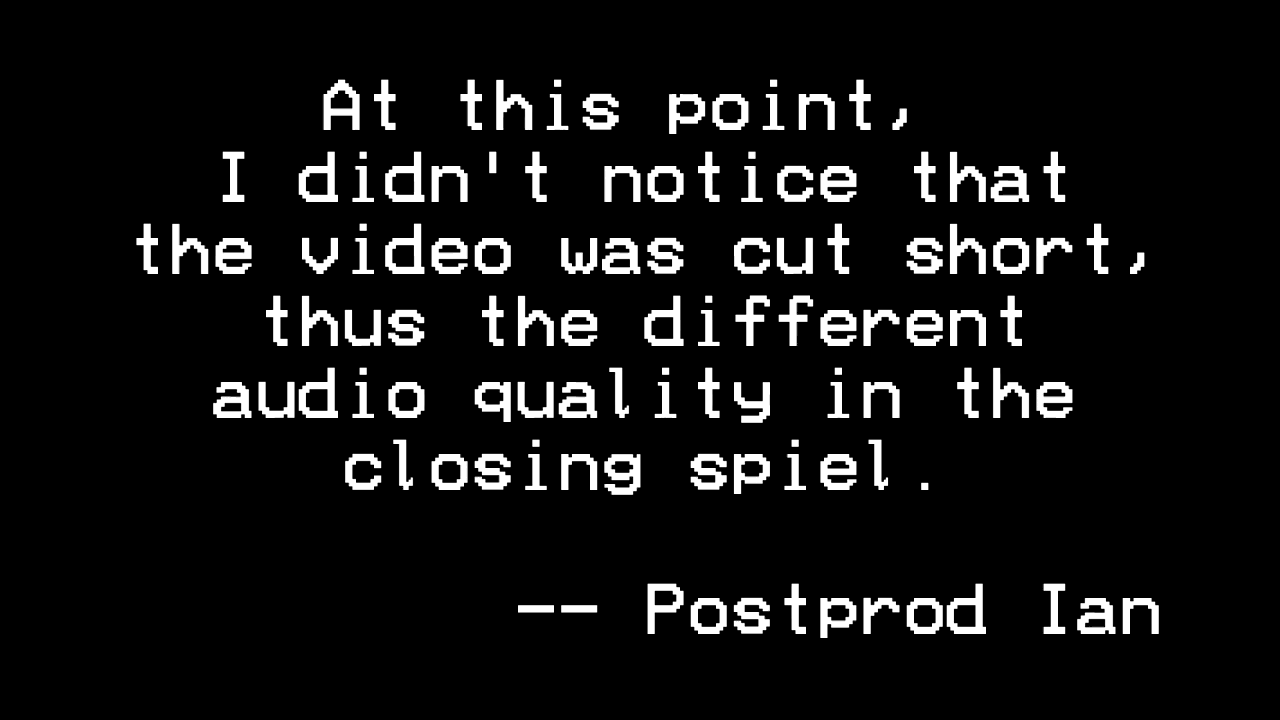 At this point,
I didn't notice that
the video was cut short,
thus the different
audio quality in the
closing spiel.
-- Postprod Ian